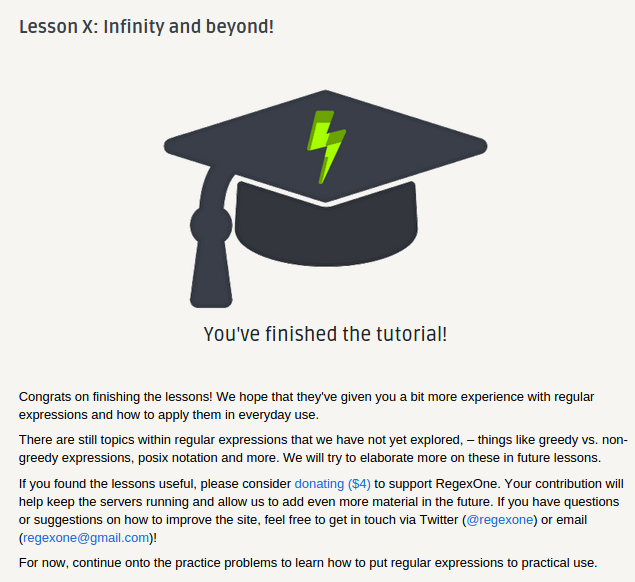 Lesson X: Infinity and beyond!
You've finished the tutorial!
Congrats on finishing the lessons! We hope that they've given you a bit more experience with regular
expressions and how to apply them in everyday use.
There are still topics within regular expressions that we have not yet explored, – things like greedy vs. non-
greedy expressions, posix notation and more. We will try to elaborate more on these in future lessons.
If you found the lessons useful, please consider donating ($4) to support RegexOne. Your contribution will
help keep the servers running and allow us to add even more material in the future. If you have questions
or suggestions on how to improve the site, feel free to get in touch via Twitter (@regexone) or email
(regexone@gmail.com)!
For now, continue onto the practice problems to learn how to put regular expressions to practical use.